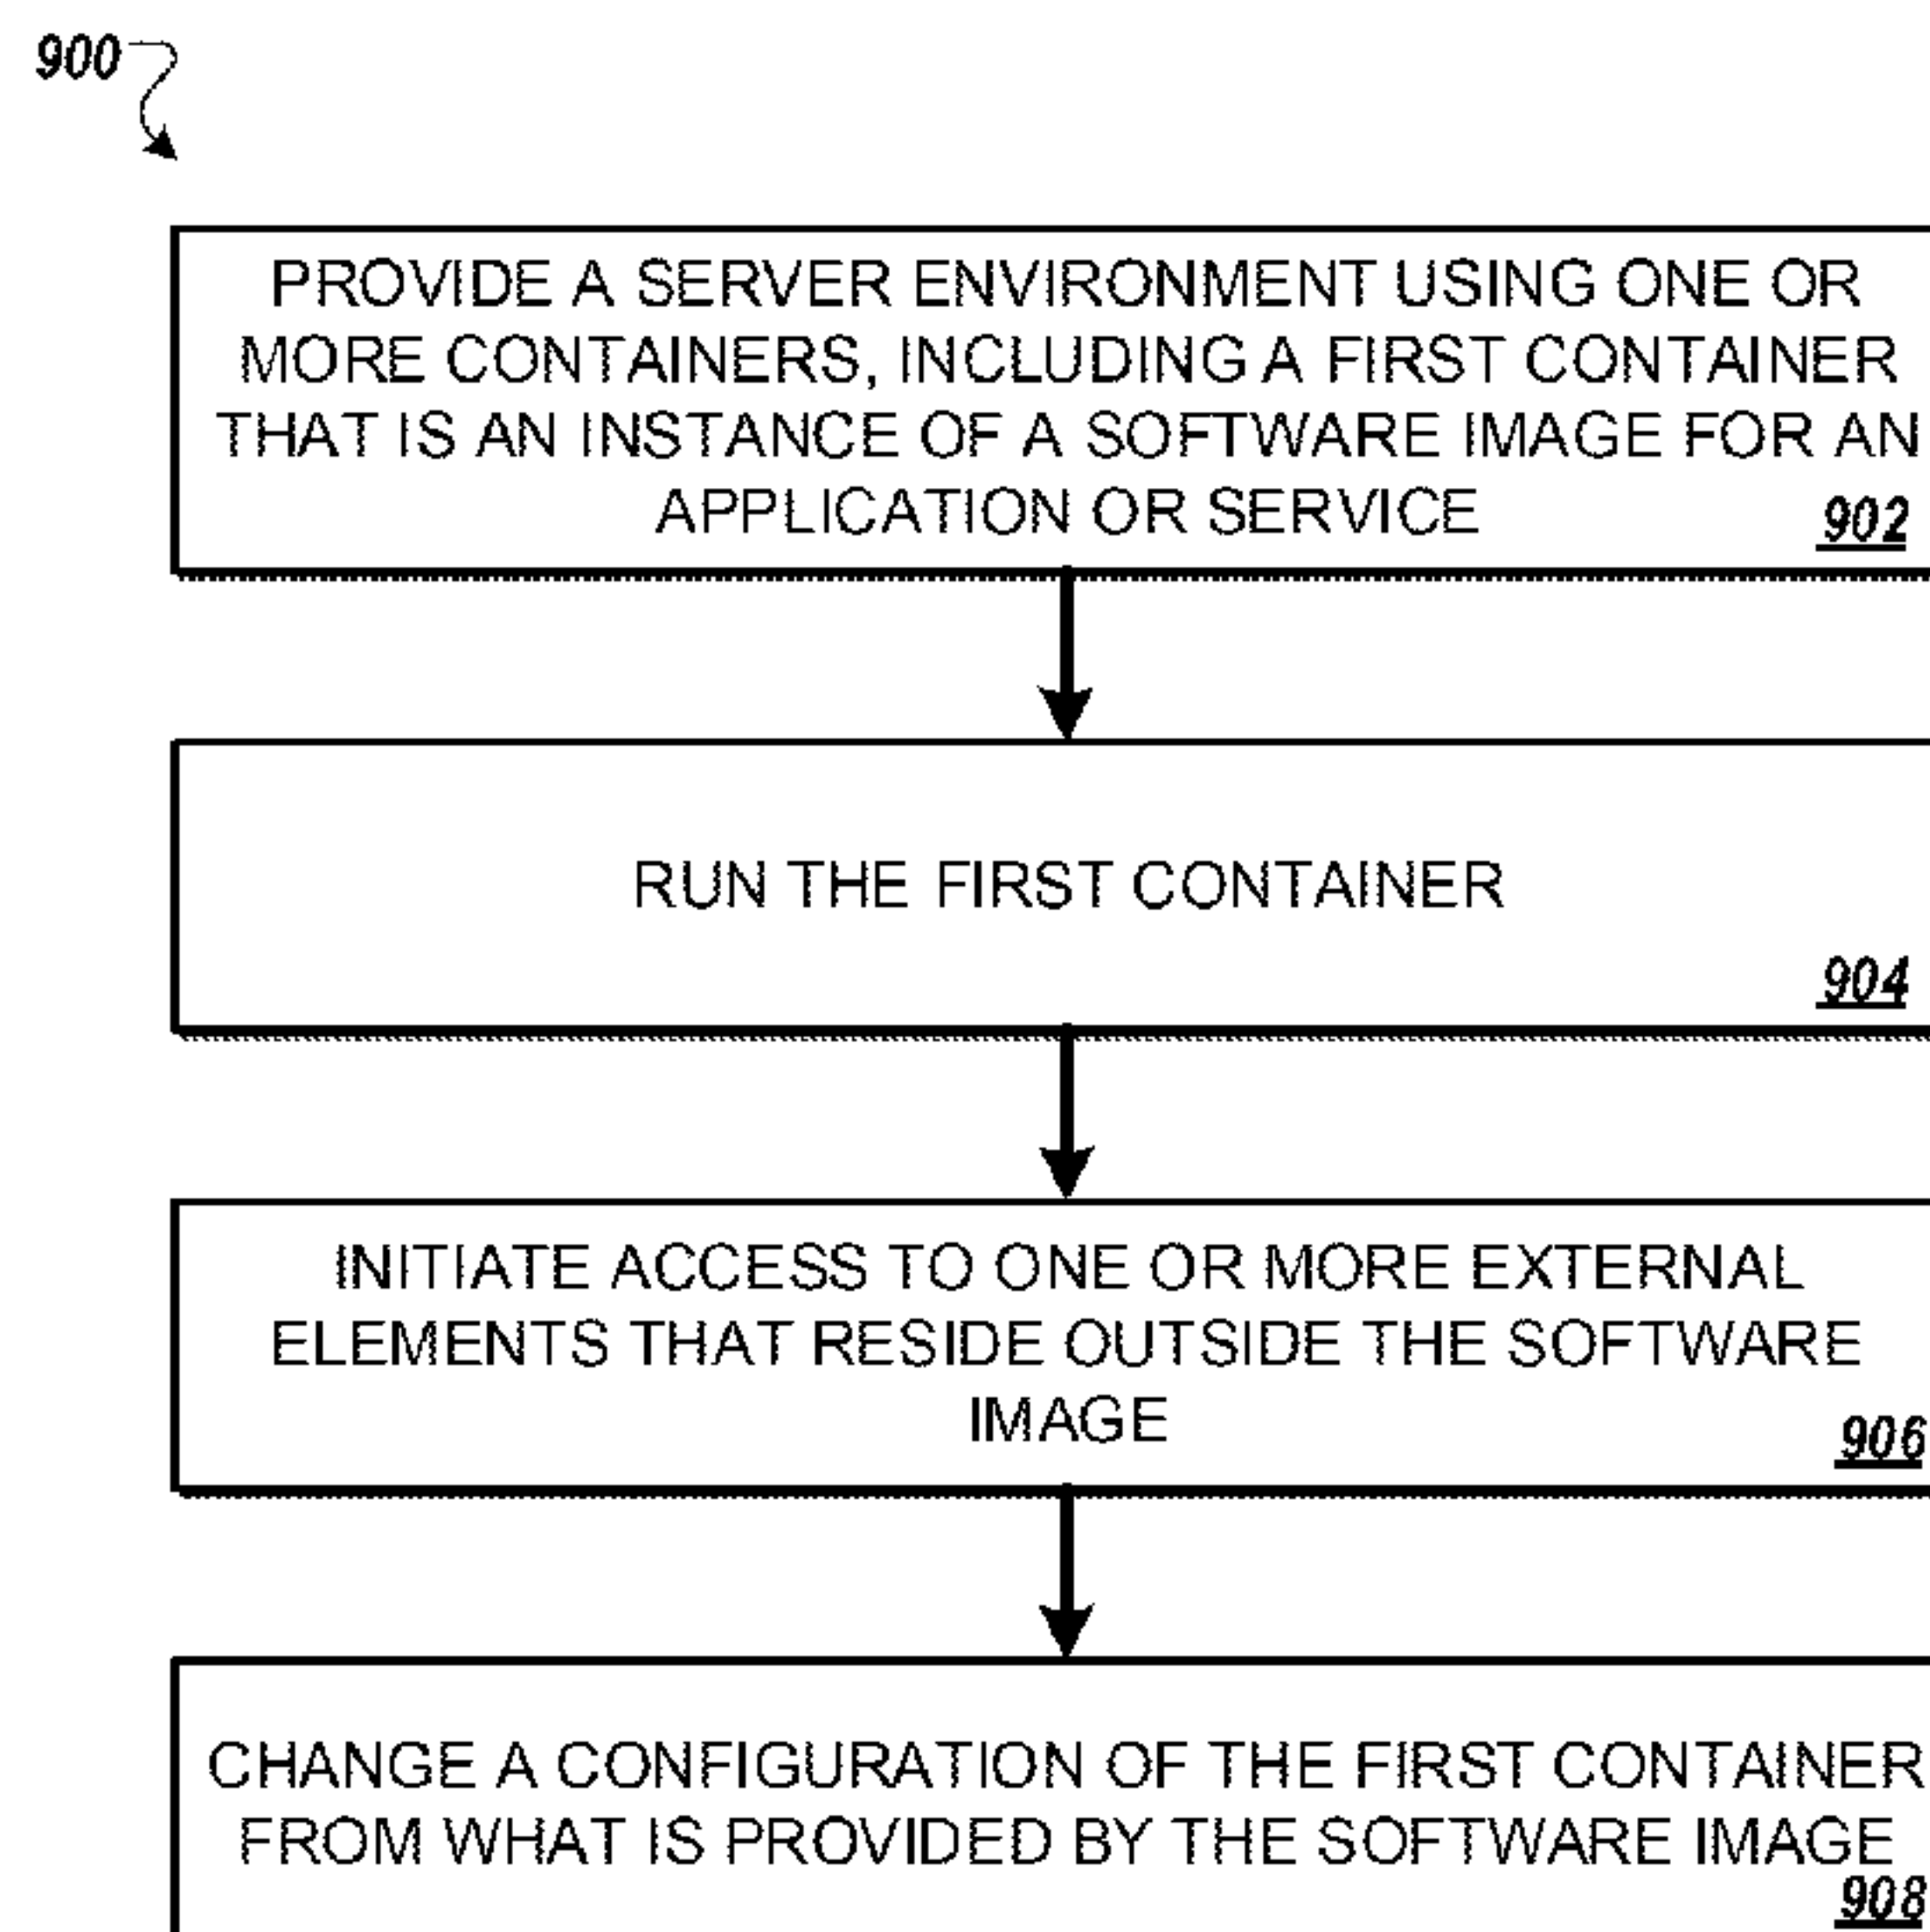 900
PROVIDE A SERVER ENVIRONMENT USING ONE OR
MORE CONTAINERS, INCLUDING A FIRST CONTAINER
THAT IS AN INSTANCE OF A SOFTWARE IMAGE FOR AN
APPLICATION OR SERVICE
902
RUN THE FIRST CONTAINER
904
INITIATE ACCESS TO ONE OR MORE EXTERNAL
ELEMENTS THAT RESIDE OUTSIDE THE SOFTWARE
IMAGE
906
CHANGE A CONFIGURATION OF THE FIRST CONTAINER
FROM WHAT IS PROVIDED BY THE SOFTWARE IMAGE
908